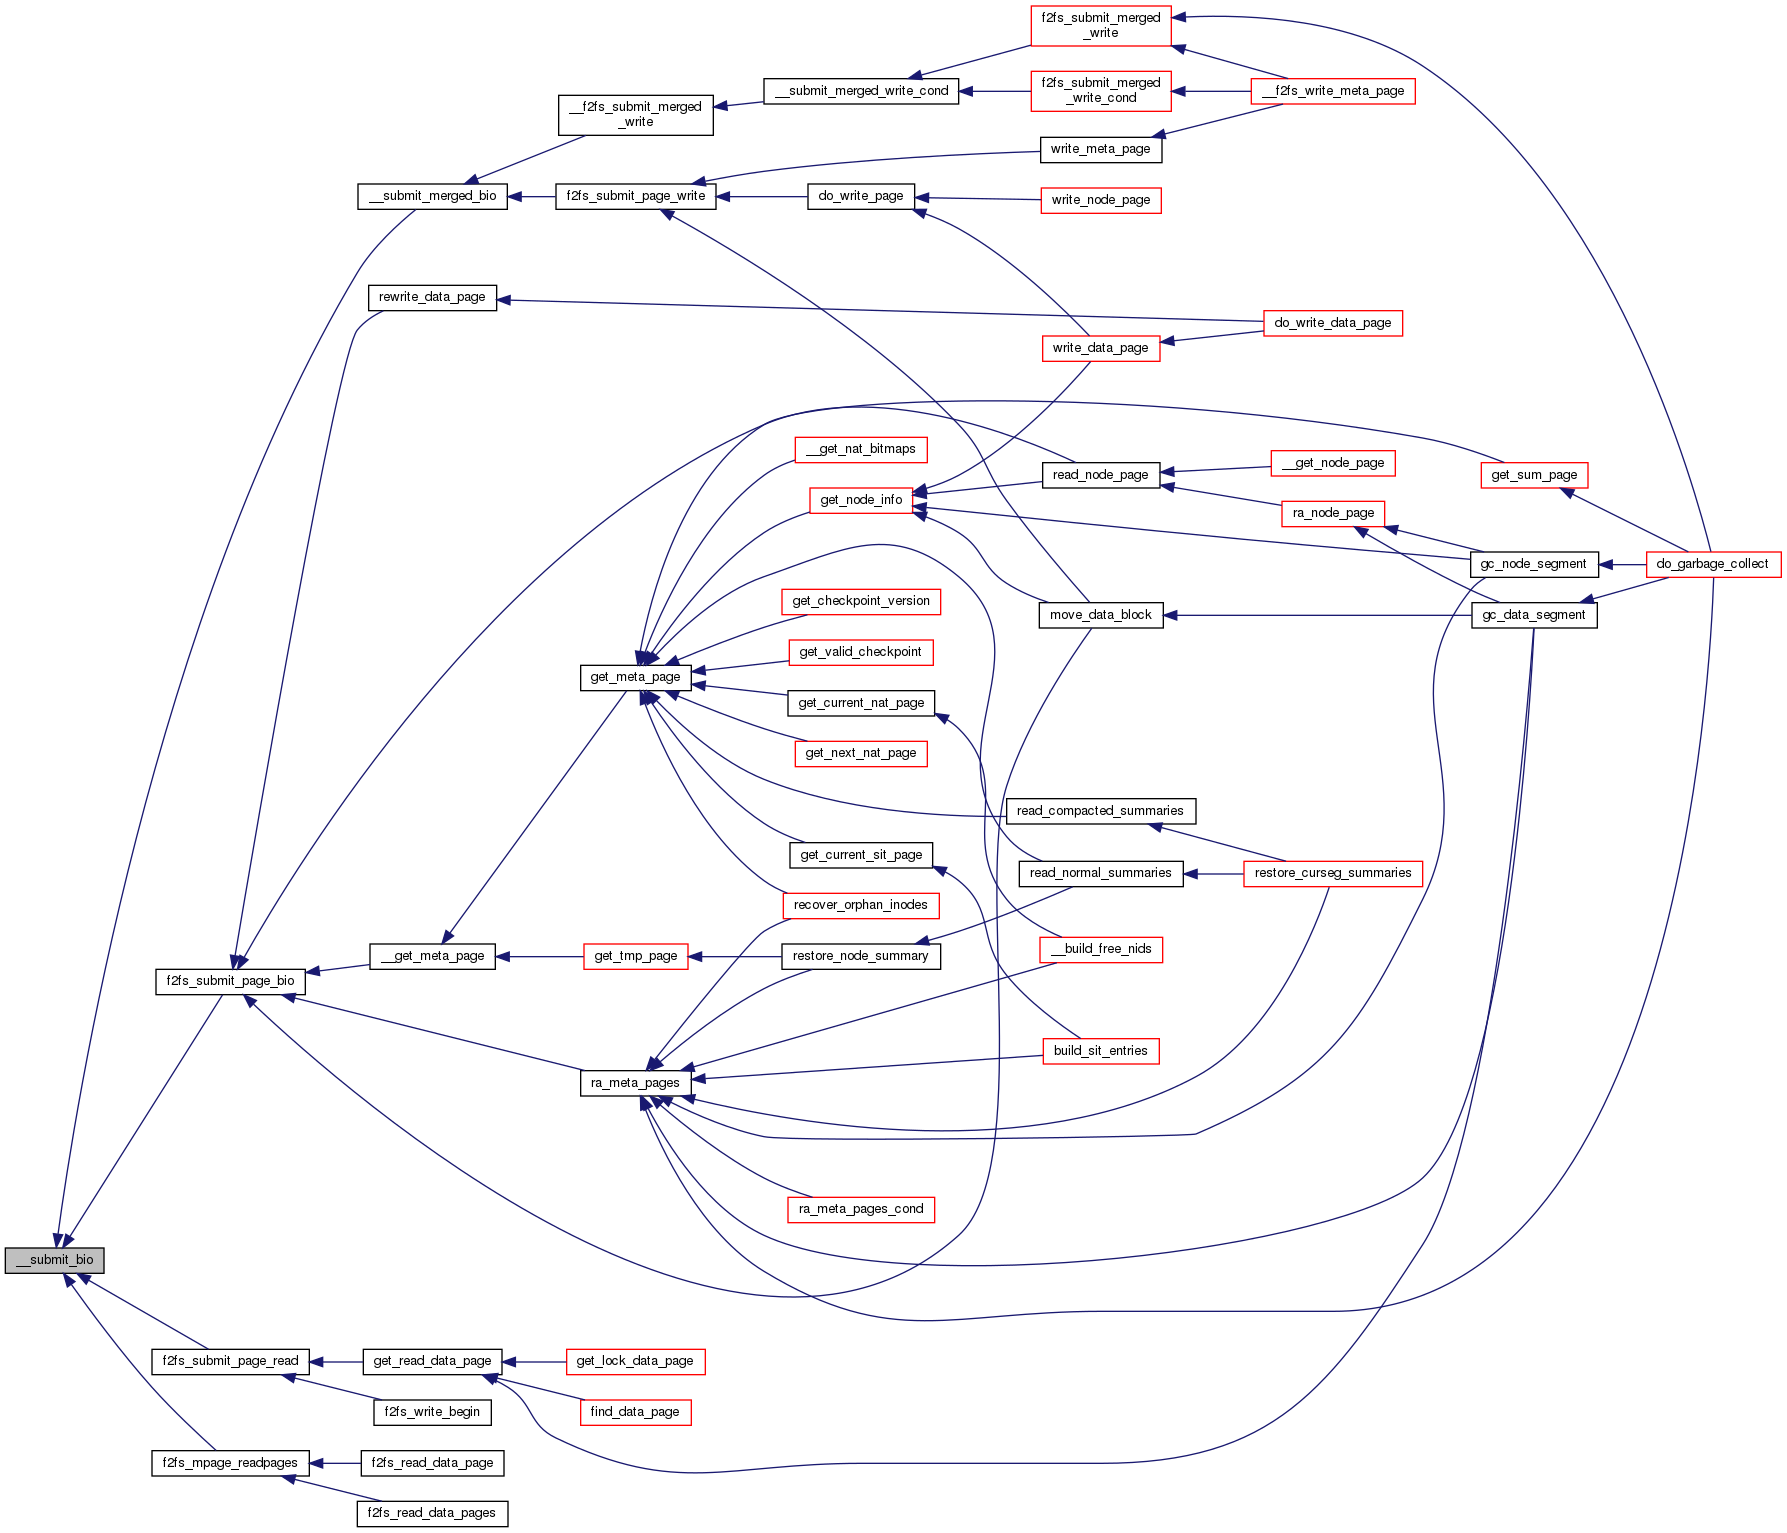 f2fs_submit_merged
_write
__submit_merged_write_cond
f2fs_submit_merged
_write_cond
__f2fs_write_meta_page
__f2fs_submit_merged
_write
write_meta_page
__submit_merged_bio
f2fs_submit_page_write
do_write_page
write_node_page
rewrite_data_page
do_write_data_page
write_data_page
__get_nat_bitmaps
read_node_page
__get_node_page
get_sum_page
get_node_info
ra_node_page
gc_node_segment
do_garbage_collect
get_checkpoint_version
move_data_block
gc_data_segment
get_valid_checkpoint
get_meta_page
get_current_nat_page
get_next_nat_page
read_compacted_summaries
get_current_sit_page
read_normal_summaries
restore_curseg_summaries
recover_orphan_inodes
__get_meta_page
get_tmp_page
restore_node_summary
__build_free_nids
f2fs_submit_page_bio
build_sit_entries
ra_meta_pages
ra_meta_pages_cond
__submit_bio
f2fs_submit_page_read
get_read_data_page
get_lock_data_page
f2fs_write_begin
find_data_page
f2fs_mpage_readpages
f2fs_read_data_page
f2fs_read_data_pages